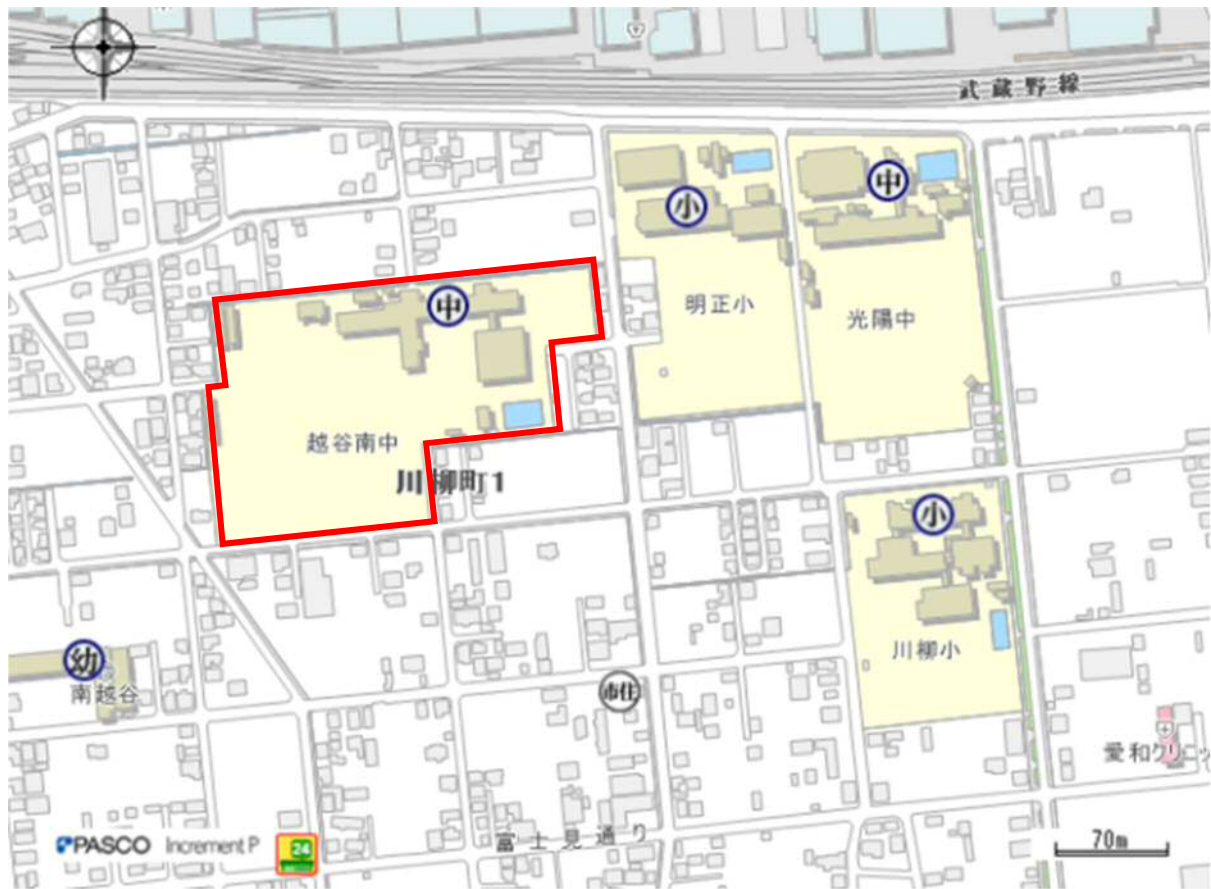 武蔵野線
中
小
中
明正小
光陽中
越谷南中
川柳町1
小
川柳小
幼
南越谷
市住
愛和クリニッ
富士見通り
70m
PASCO Increment P
24